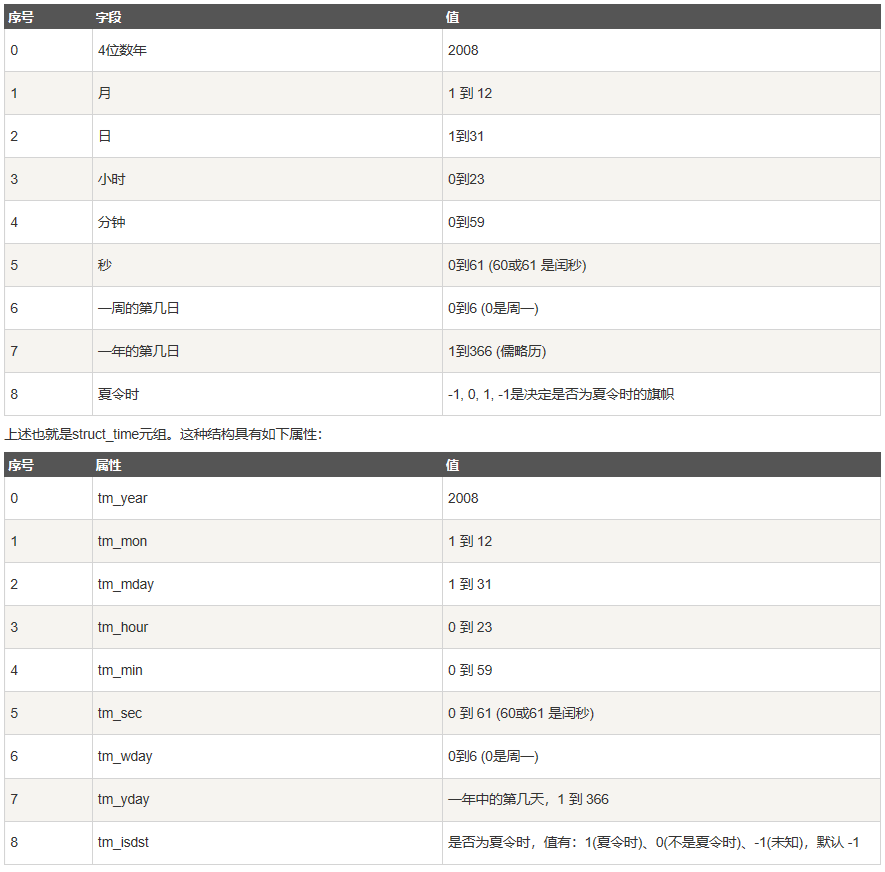 序号 字段 值
0 4位数年 2008
1 月 1 到 12
2 日 1到31
3 小时 0到23
4 分钟 0到59
5 秒 0到61 (60或61 是闰秒)
6 一周的第几日 0到6 (0是周一)
7 一年的第几日 1到366 (儒略历)
8 夏令时 -1, 0, 1, -1是决定是否为夏令时的旗帜
上述也就是struct_time元组。这种结构具有如下属性：
序号 属性 值
0 tm_year 2008
1 tm_mon 1 到 12
2 tm_mday 1 到 31
3 tm_hour 0 到 23
4 tm_min 0 到 59
5 tm_sec 0 到 61 (60或61 是闰秒)
6 tm_wday 0到6 (0是周一)
7 tm_yday 一年中的第几天，1 到 366
8 tm_isdst 是否为夏令时，值有：1(夏令时)、0(不是夏令时)、-1(未知)，默认 -1